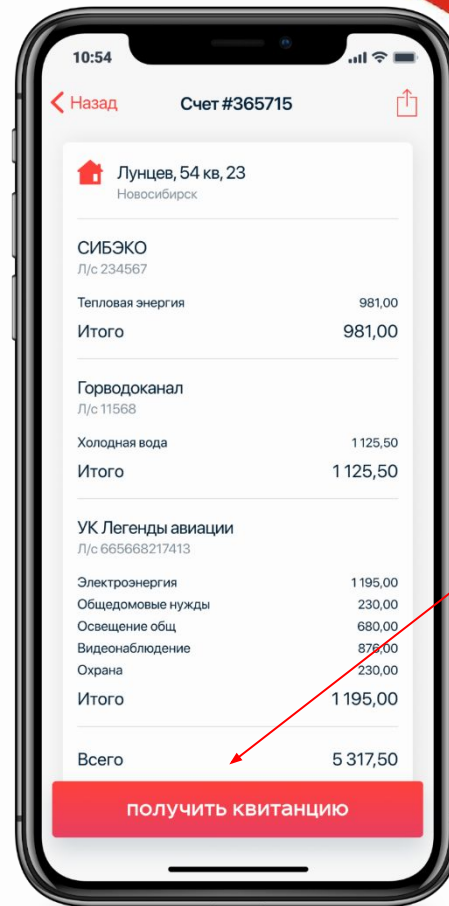 10:54
Назад Счет #365715
Лунцев, 54 кв, 23
Новосибирск
СИБЭКО
Л/с 234567
Тепловая энергия 981,00
Итого 981,00
Горводоканал
Л/с 11568
Холодная вода 1 125,50
Итого 1 125,50
УК Легенды авиации
Л/с 665668217413
Электроэнергия 1 195,00
Общедомовые нужды 230,00
Освещение общ 680,00
Видеонаблюдение 876,00
Охрана 230,00
Итого 1 195,00
Всего 5 317,50
получить квитанцию